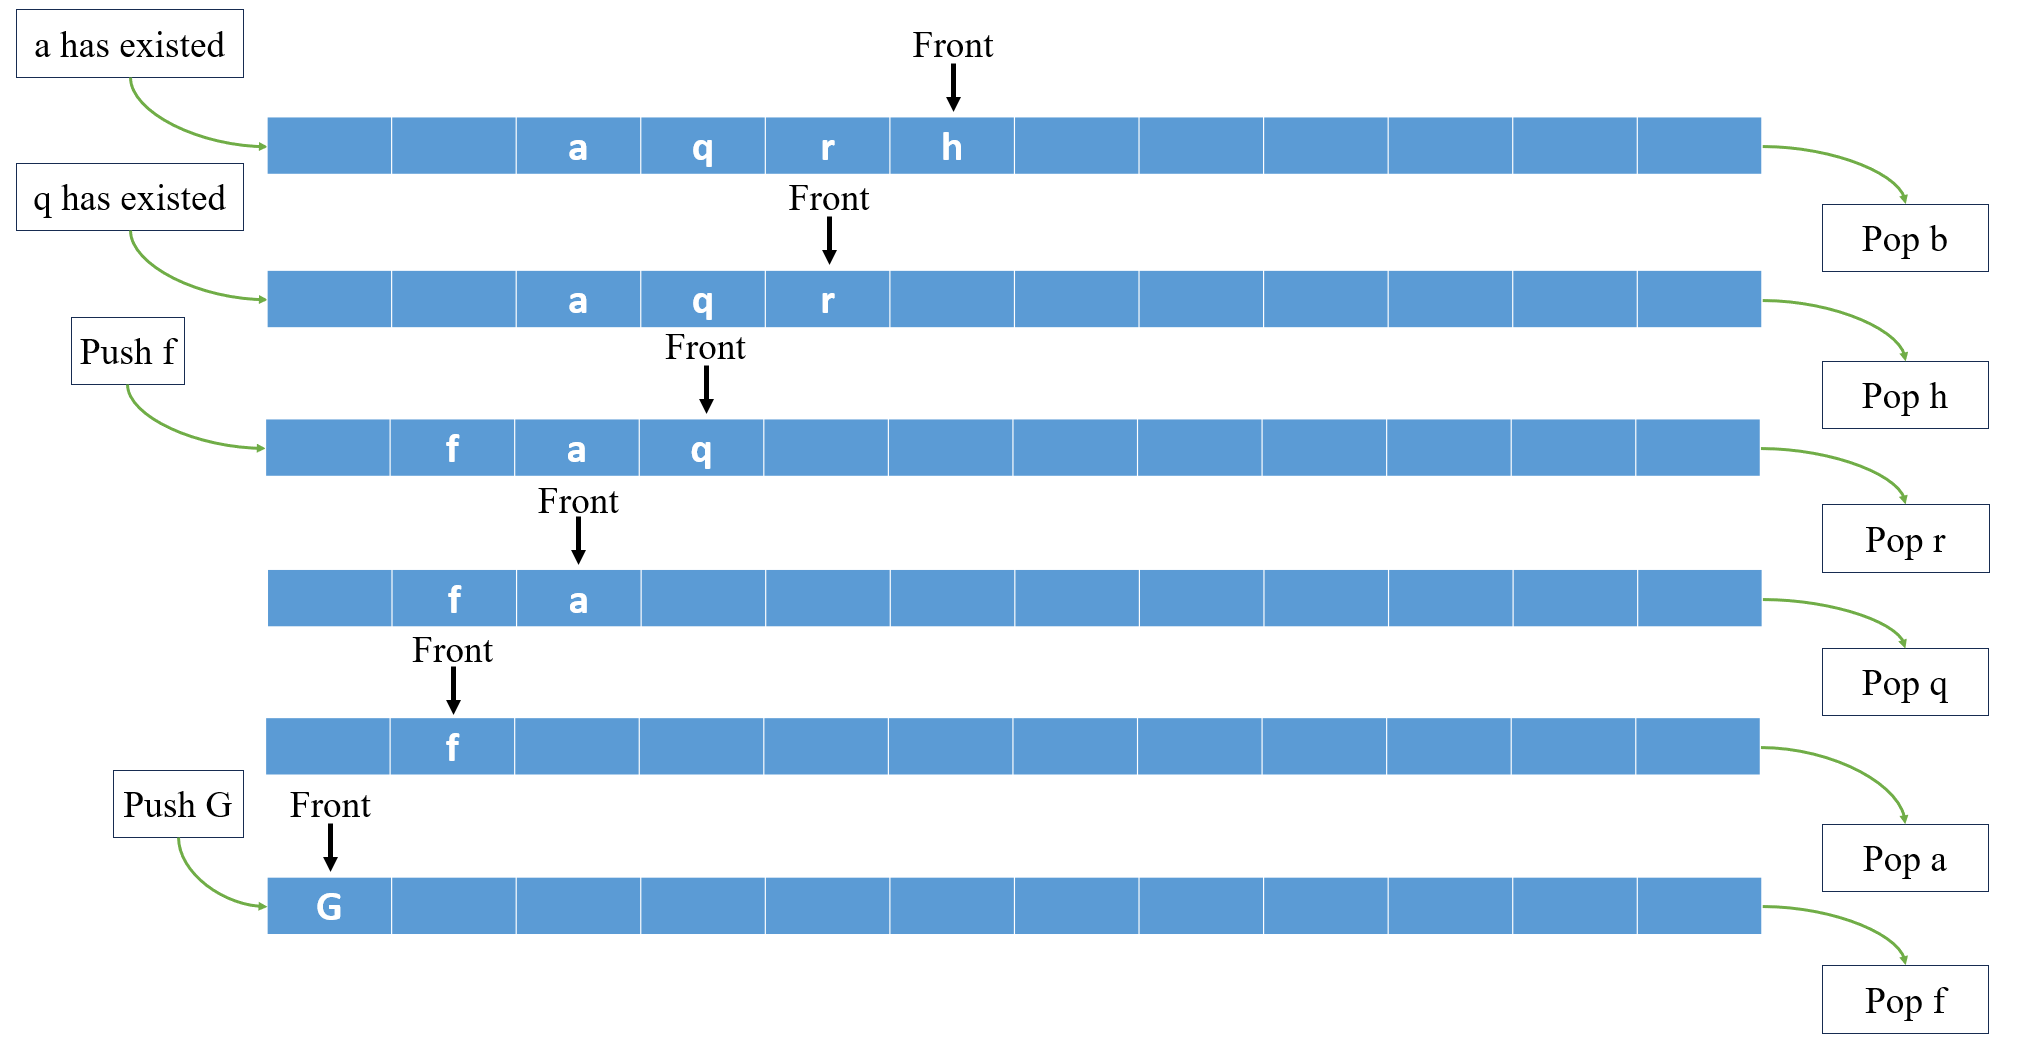 a has existed
Front
a q r h
Pop b
q has existed
Front
a q r
Pop h
Push f
Front
f a q
Pop r
Front
f a
Pop q
Front
f
Pop a
Push G
Front
G
Pop f